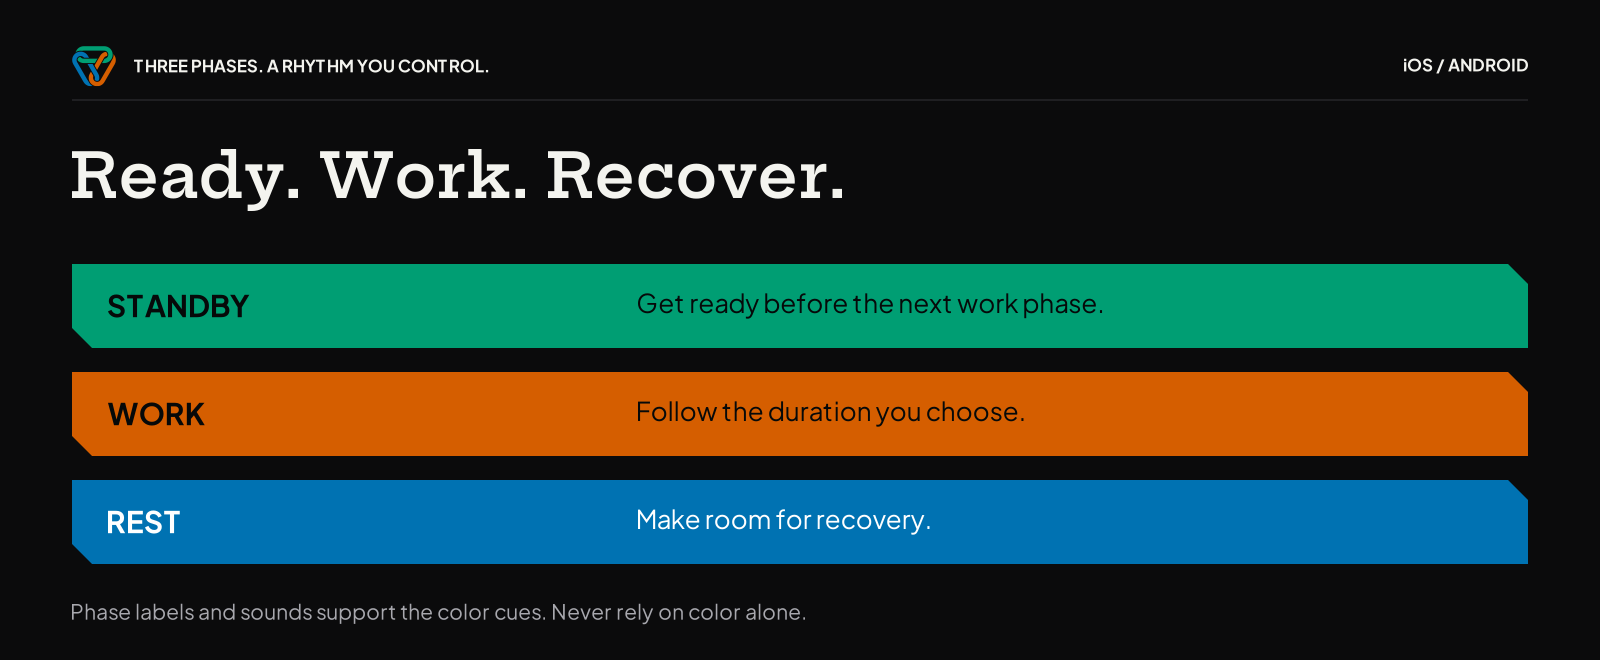 THREE PHASES. A RHYTHM YOU CONTROL.
iOS / ANDROID
Ready. Work. Recover.
STANDBY
Get ready before the next work phase.
WORK
Follow the duration you choose.
REST
Make room for recovery.
Phase labels and sounds support the color cues. Never rely on color alone.